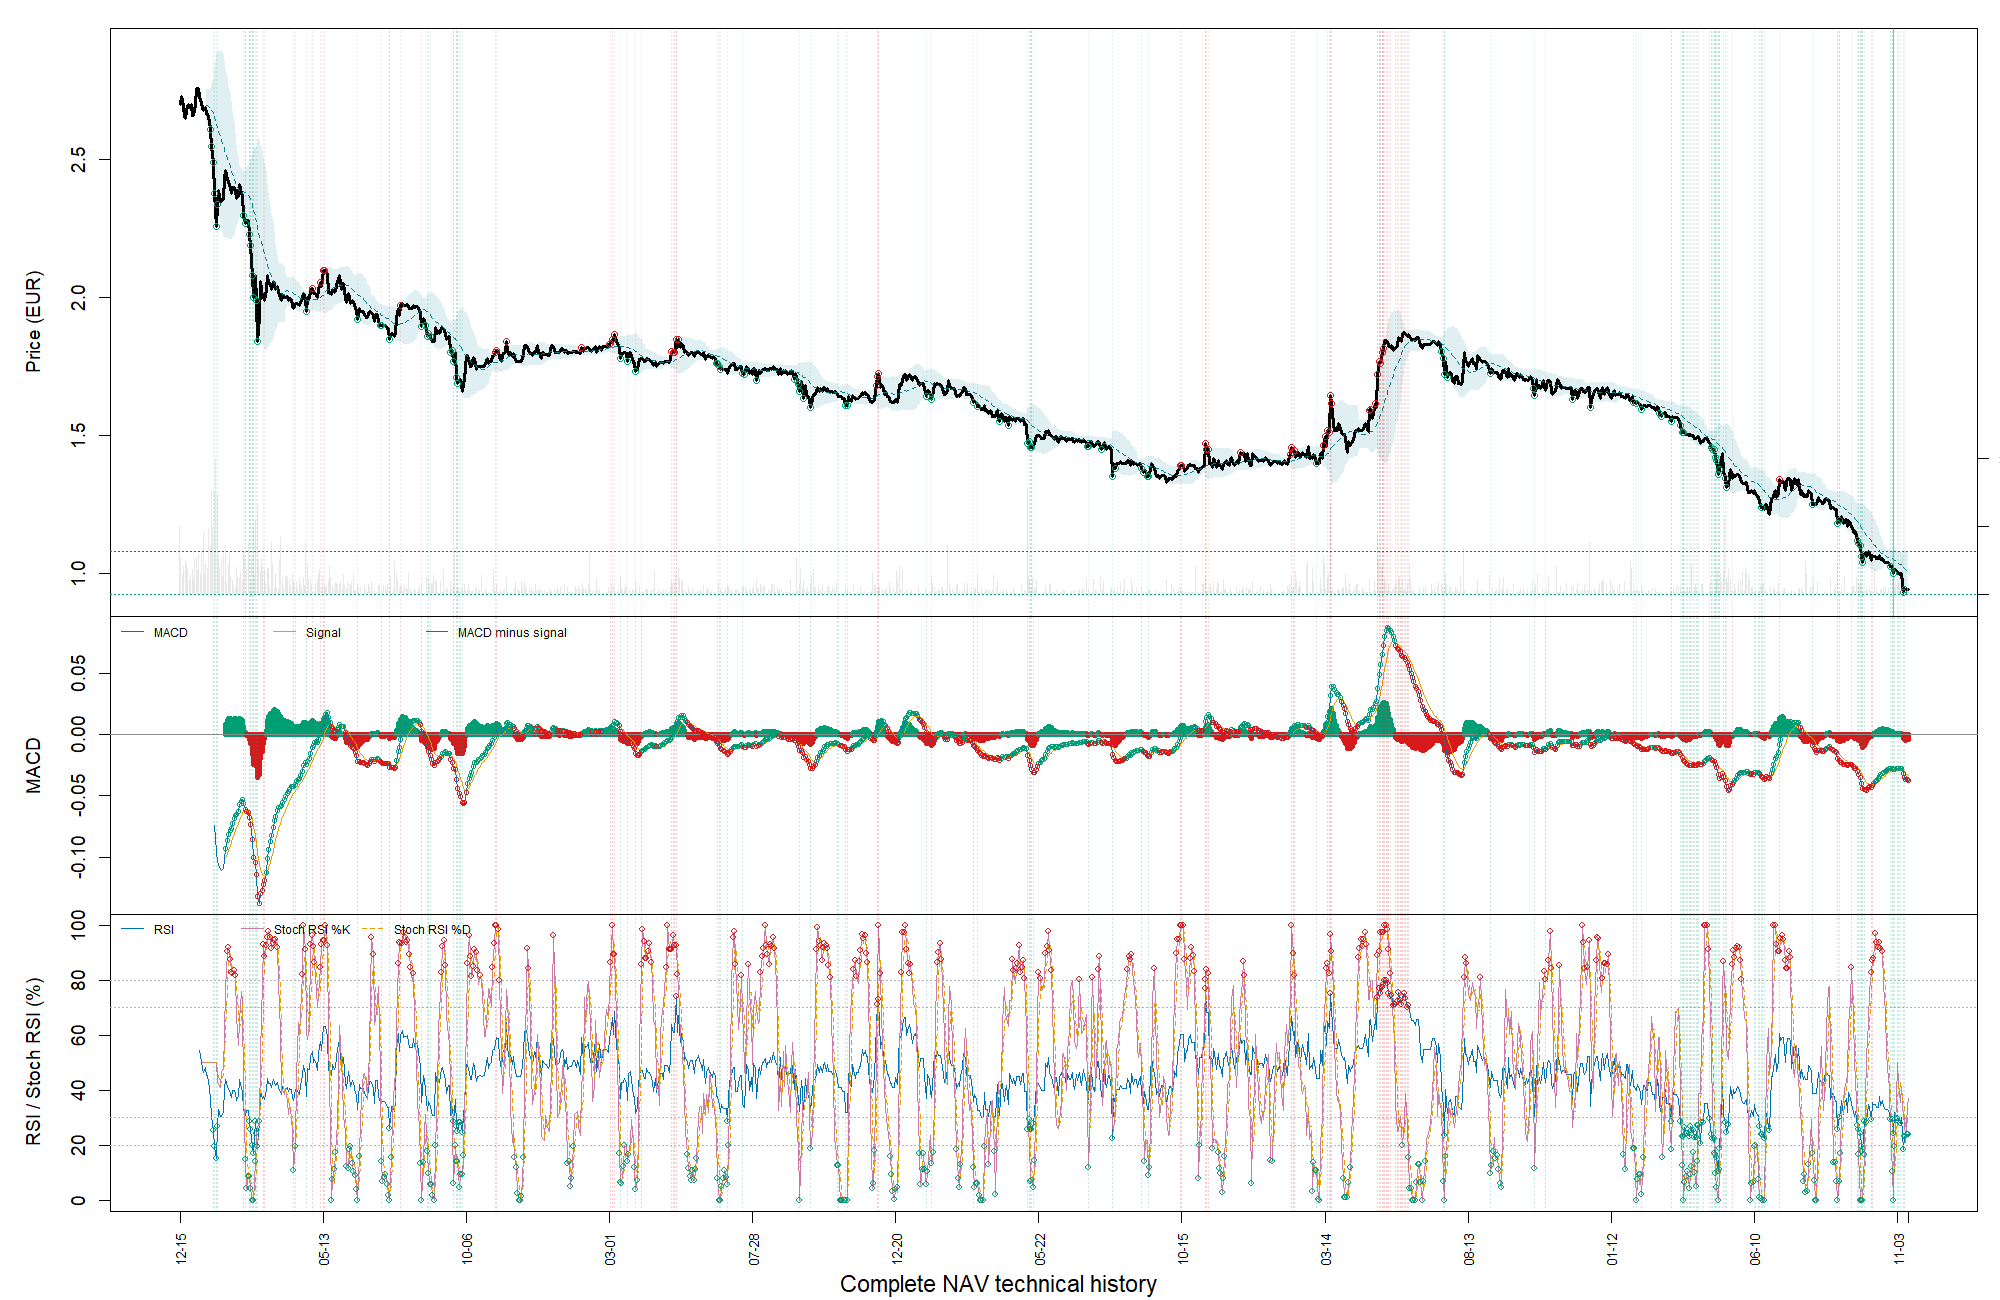 Price (EUR)
2.5
2.0
1.5
1.0
MACD
Signal
MACD minus signal
MACD
0.05
0.00
-0.05
-0.10
RSI
Stoch RSI %K
Stoch RSI %D
RSI / Stoch RSI (%)
100
80
60
40
20
0
12-15
05-13
10-06
03-01
07-28
12-20
05-22
10-15
03-14
08-13
01-12
06-10
11-03
Complete NAV technical history